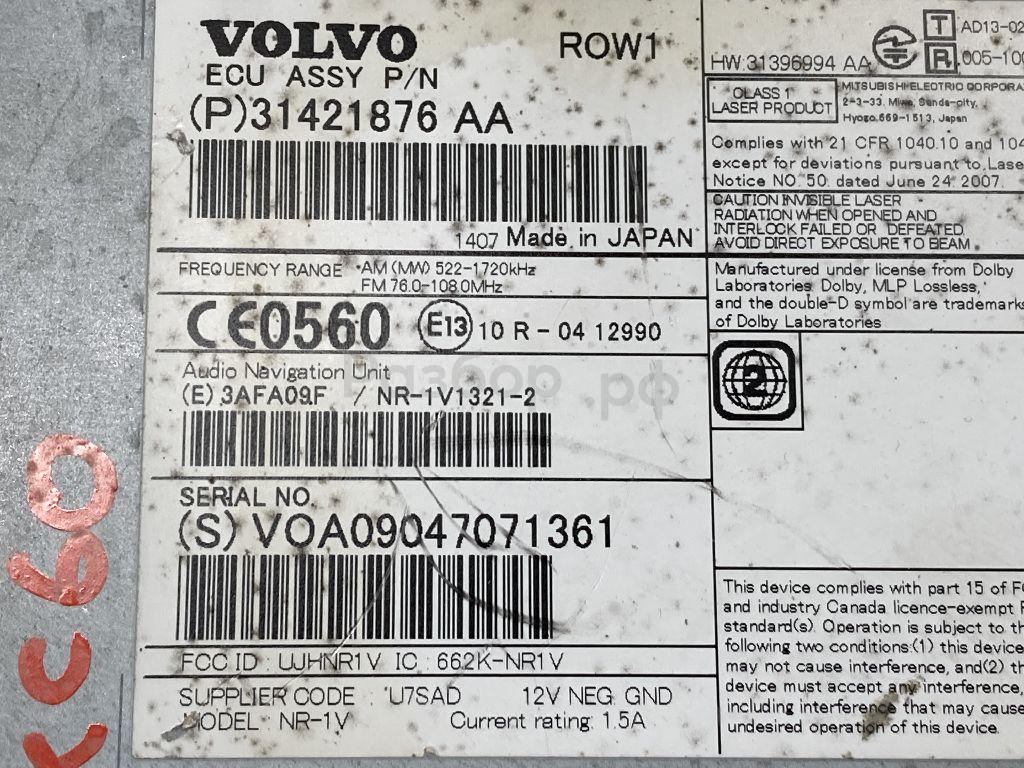 VOLVO
ROW1
ECU ASSY P/N
(P)31421876 AA
1407 Made in JAPAN
FREQUENCY RANGE AM (MW) 522-1720kHz
FM 76.0-108.0MHz
CE0560 E13 10 R - 04 12990
Audio Navigation Unit
(E) 3AFA09F / NR-1V1321-2
SERIAL NO.
(S) VOA09047071361
FCC ID : UJHNR1V IC : 662K-NR1V
SUPPLIER CODE : U7SAD 12V NEG GND
MODEL : NR-1V Current rating: 1.5A
HW:31396994 AA
T AD13-02
R 005-100
CLASS 1
LASER PRODUCT
MITSUBISHI ELECTRIC CORPORA
2-3-33, Miwa, Sanda-city,
Hyogo,669-1513, Japan
Complies with 21 CFR 1040.10 and 104
except for deviations pursuant to Lase
Notice NO. 50. dated June 24 2007.
CAUTION INVISIBLE LASER
RADIATION WHEN OPENED AND
INTERLOCK FAILED OR DEFEATED.
AVOID DIRECT EXPOSURE TO BEAM.
Manufactured under license from Dolby
Laboratories Dolby, MLP Lossless,
and the double-D symbol are trademark
of Dolby Laboratories
2
This device complies with part 15 of F
and industry Canada licence-exempt
standard(s). Operation is subject to th
following two conditions:(1) this device
may not cause interference, and(2) th
device must accept any interference,
including interference that may cause
undesired operation of this device.
xc60